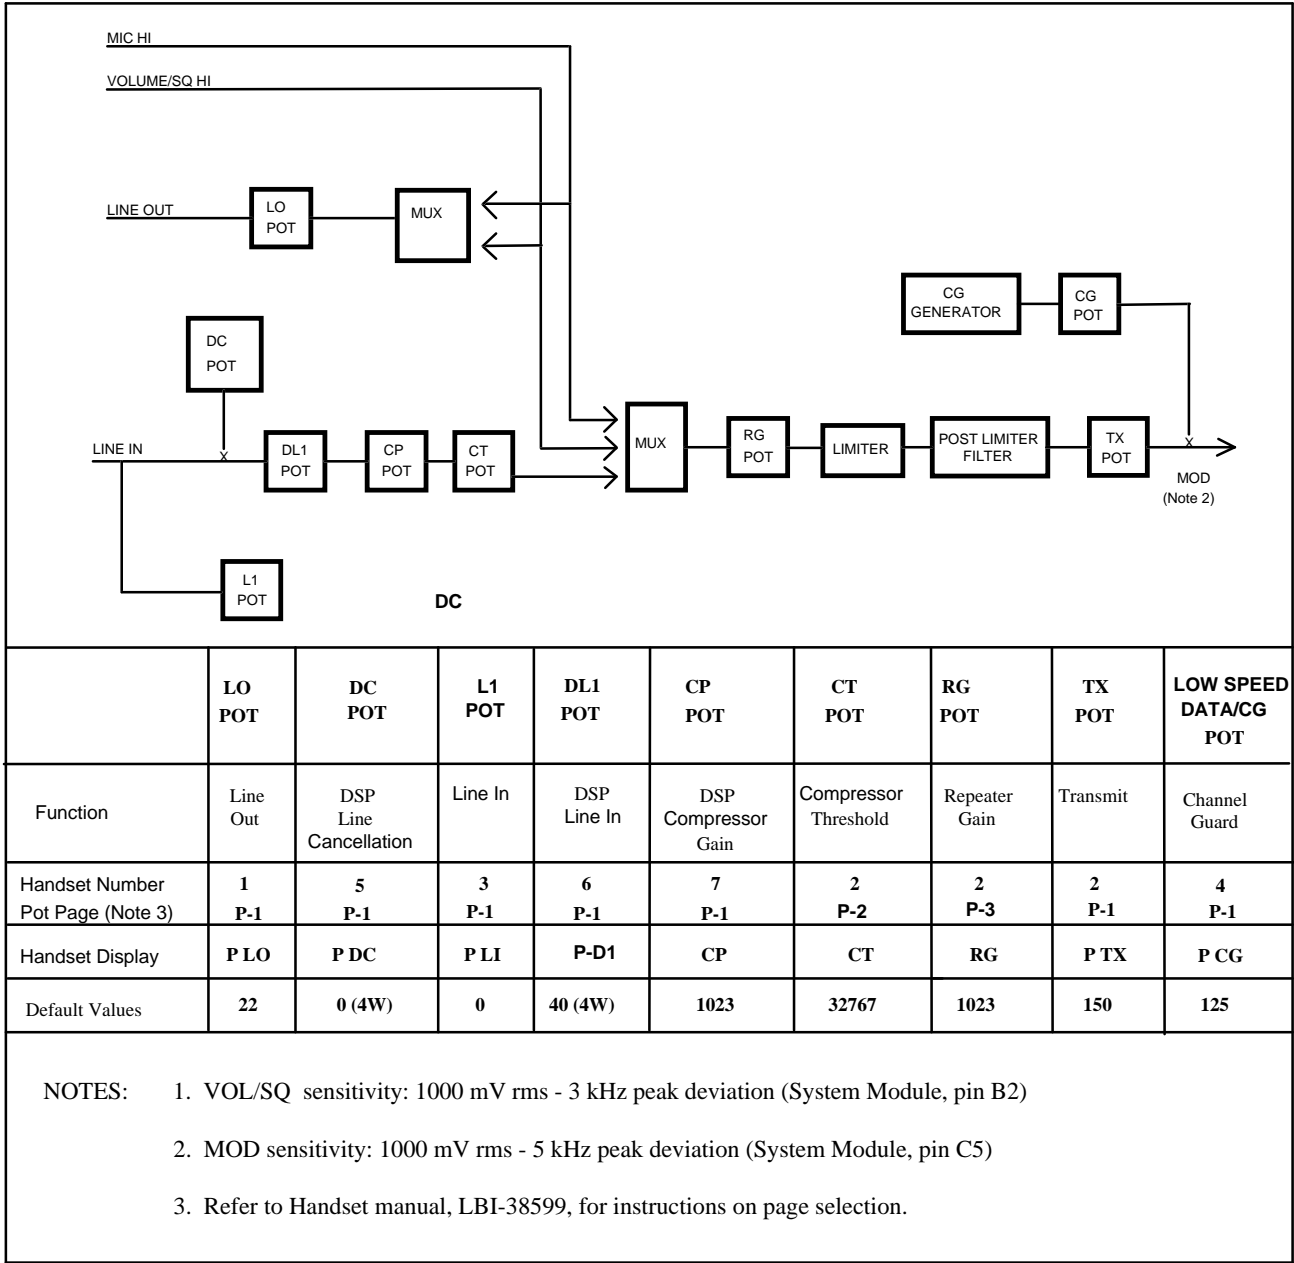 MIC HI
VOLUME/SQ HI
LINE OUT
LO
POT
MUX
CG
GENERATOR
CG
POT
DC
POT
LINE IN
X
DL1
POT
CP
POT
CT
POT
MUX
RG
POT
LIMITER
POST LIMITER
FILTER
TX
POT
X
MOD
(Note 2)
L1
POT
DC
LO POT DC POT L1 POT DL1 POT CP POT CT POT RG POT TX POT LOW SPEED DATA/CG POT
Function Line Out DSP Line Cancellation Line In DSP Line In DSP Compressor Gain Compressor Threshold Repeater Gain Transmit Channel Guard
Handset Number 1 5 3 6 7 2 2 2 4
Pot Page (Note 3) P-1 P-1 P-1 P-1 P-1 P-2 P-3 P-1 P-1
Handset Display P LO P DC P LI P-D1 CP CT RG P TX P CG
Default Values 22 0 (4W) 0 40 (4W) 1023 32767 1023 150 125
NOTES: 1. VOL/SQ sensitivity: 1000 mV rms - 3 kHz peak deviation (System Module, pin B2)
2. MOD sensitivity: 1000 mV rms - 5 kHz peak deviation (System Module, pin C5)
3. Refer to Handset manual, LBI-38599, for instructions on page selection.